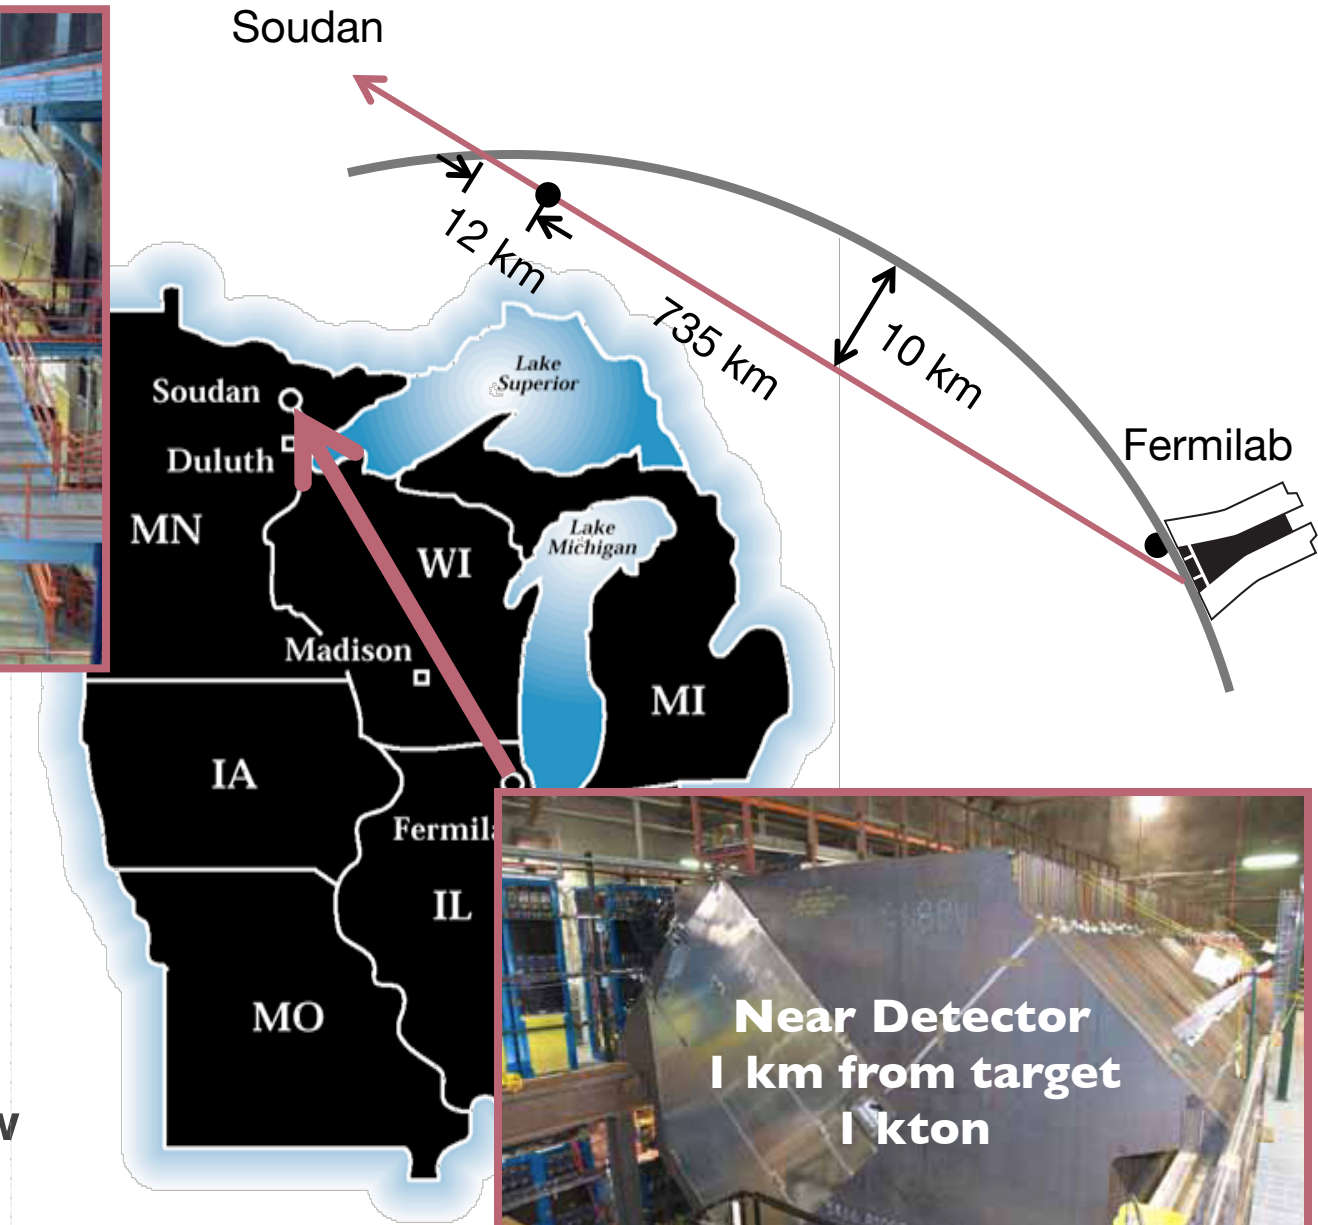 Soudan
12 km
735 km
10 km
Fermilab
Lake
Superior
Soudan
Duluth
MN
WI
Lake
Michigan
Madison
MI
IA
Fermila
IL
MO
Near Detector
1 km from target
1 kton